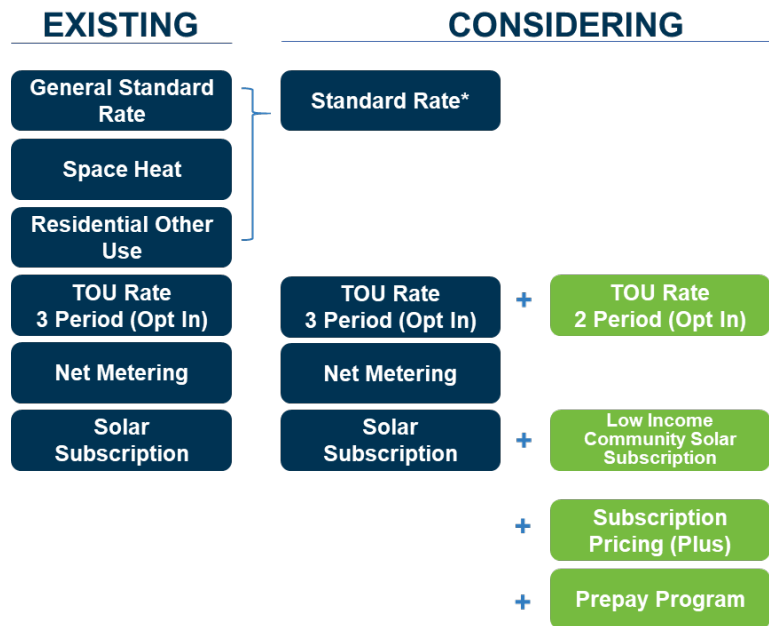 EXISTING
CONSIDERING
General Standard
Rate
Standard Rate*
Space Heat
Residential Other
Use
TOU Rate
3 Period (Opt In)
TOU Rate
3 Period (Opt In)
+
TOU Rate
2 Period (Opt In)
Net Metering
Net Metering
Solar
Subscription
Solar
Subscription
+
Low Income
Community Solar
Subscription
+
Subscription
Pricing (Plus)
+
Prepay Program